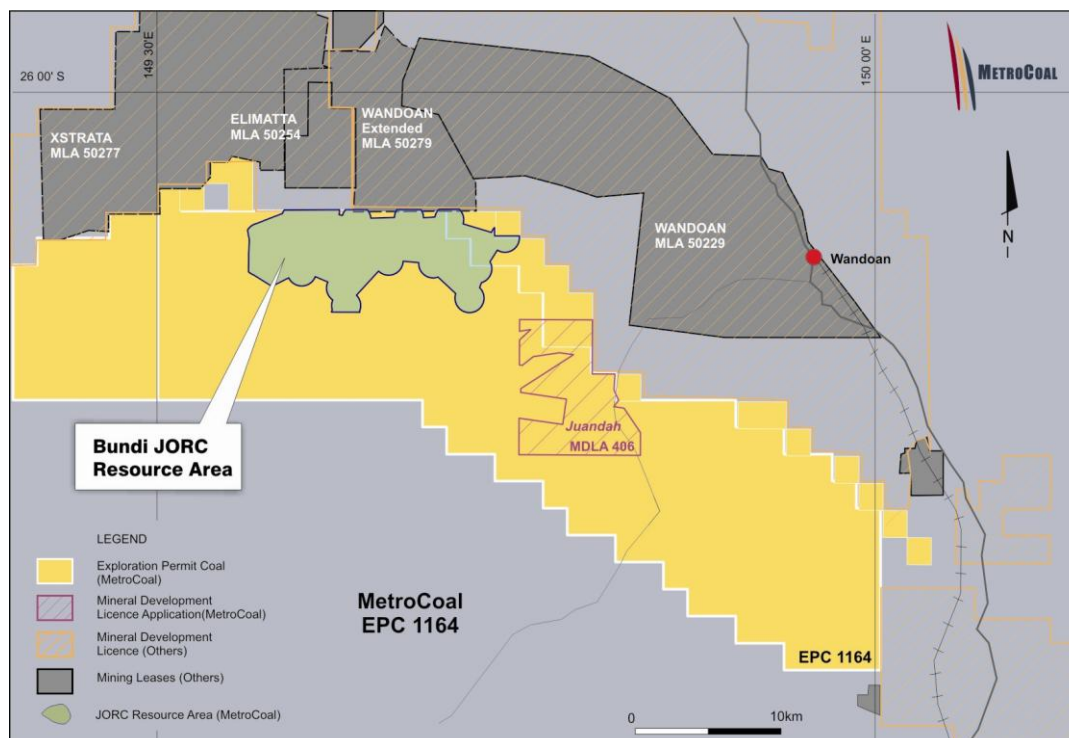 149 30'E
150 00' E
26 00' S
METROCOAL
XSTRATA
MLA 50277
ELIMATTA
MLA 50254
WANDOAN
Extended
MLA 50279
WANDOAN
MLA 50229
Wandoan
N
Juandah
MDLA 406
Bundi JORC
Resource Area
LEGEND
Exploration Permit Coal
(MetroCoal)
Mineral Development
Licence Application(MetroCoal)
Mineral Development
Licence (Others)
Mining Leases (Others)
JORC Resource Area (MetroCoal)
MetroCoal
EPC 1164
EPC 1164
0 10km